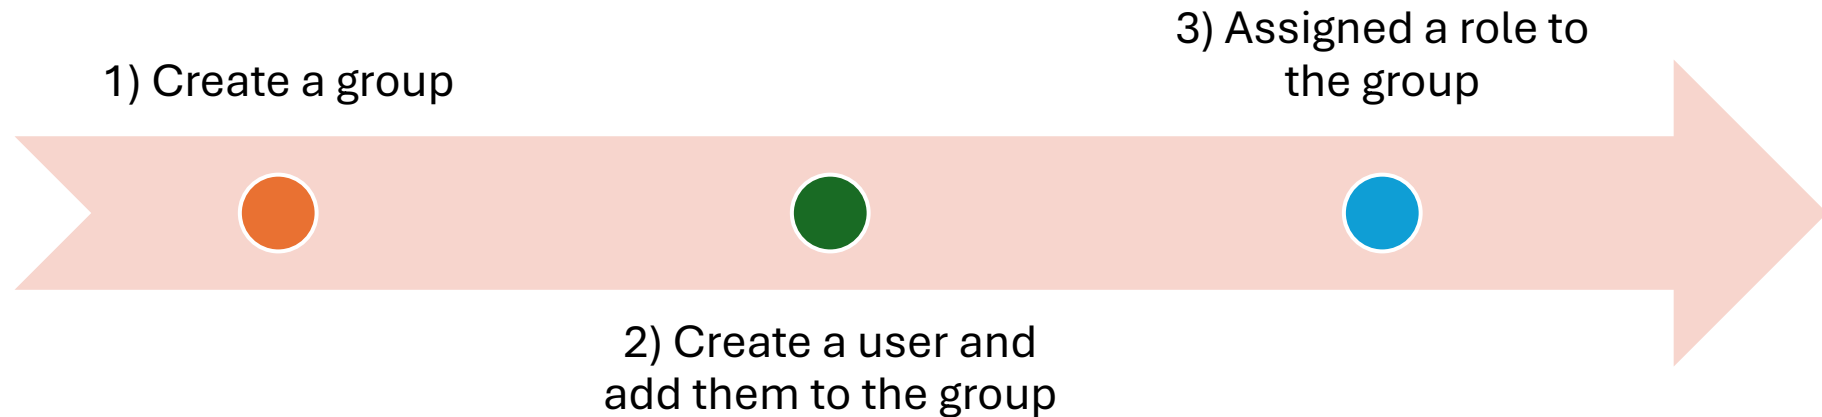 1) Create a group
2) Create a user and
add them to the group
3) Assigned a role to
the group